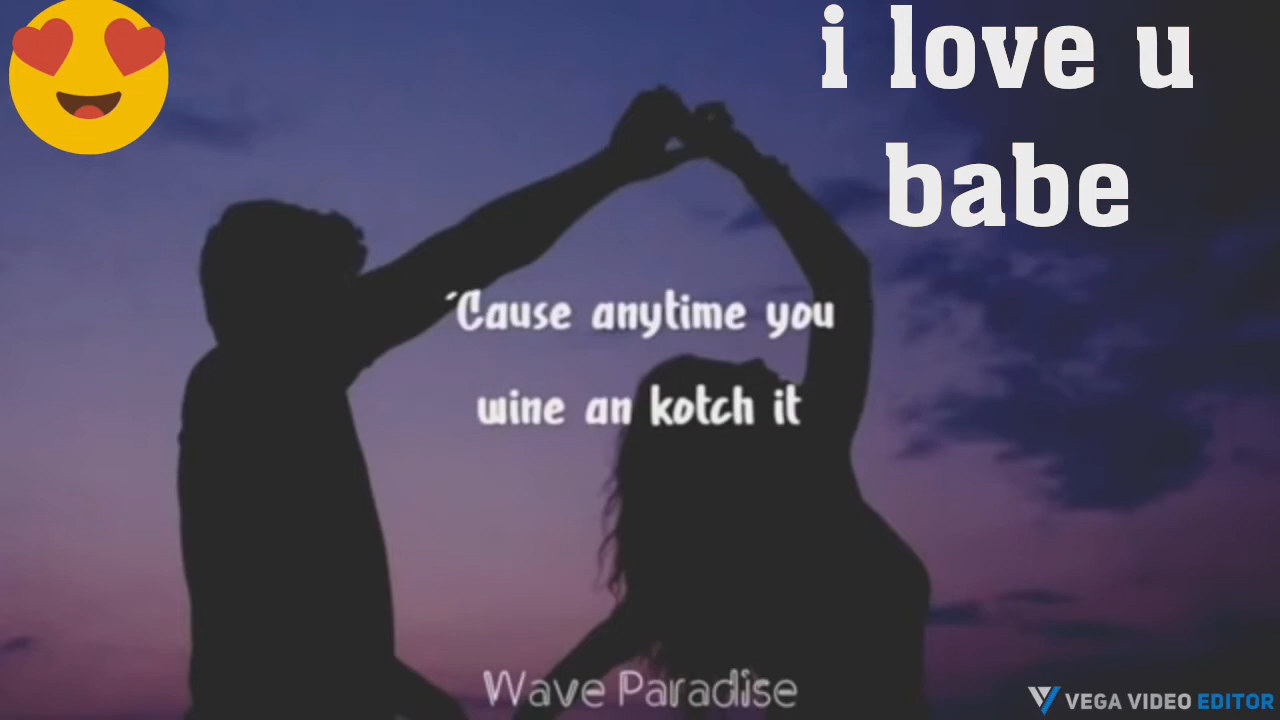 i love u
babe
´Cause anytime you
wine an kotch it
Wave Paradise
VEGA VIDEO EDITOR